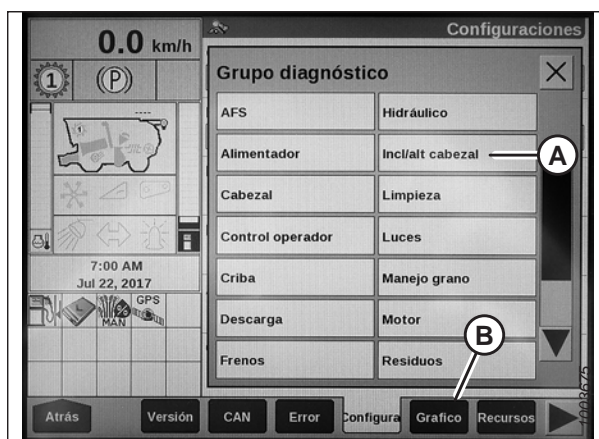 0.0 km/h
Configuraciones
1
(P)
Grupo diagnóstico
AFS
Hidráulico
Alimentador
Incl/alt cabezal
A
Cabezal
Limpieza
Control operador
Luces
Criba
Manejo grano
Descarga
Motor
B
Frenos
Residuos
7:00 AM
Jul 22, 2017
GPS
MAN
Atrás
Versión
CAN
Error
Configura
Grafico
Recursos
1003675